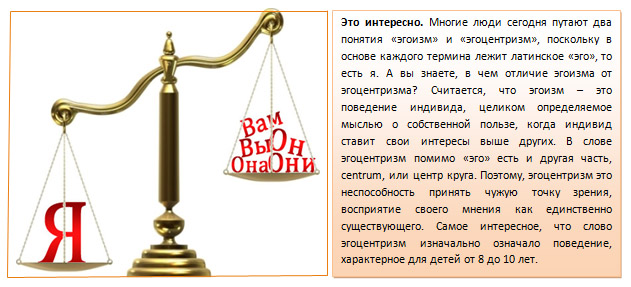 Я
Вам
Вы Он
Она Они
Это интересно. Многие люди сегодня путают два
понятия «эгоизм» и «эгоцентризм», поскольку в
основе каждого термина лежит латинское «эго», то
есть я. А вы знаете, в чем отличие эгоизма от
эгоцентризма? Считается, что эгоизм – это
поведение индивида, целиком определяемое
мыслью о собственной пользе, когда индивид
ставит свои интересы выше других. В слове
эгоцентризм помимо «эго» есть и другая часть,
centrum, или центр круга. Поэтому, эгоцентризм это
неспособность принять чужую точку зрения,
восприятие своего мнения как единственно
существующего. Самое интересное, что слово
эгоцентризм изначально означало поведение,
характерное для детей от 8 до 10 лет.